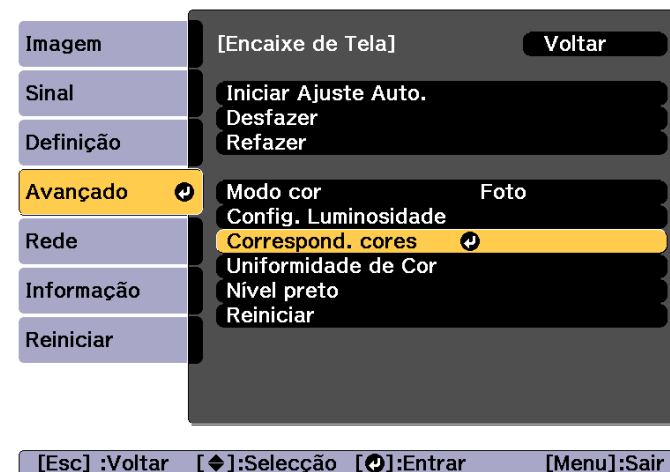 Imagem
Sinal
Definição
Avançado
Rede
Informação
Reiniciar
[Encaixe de Tela] Voltar
Iniciar Ajuste Auto.
Desfazer
Refazer
Modo cor Foto
Config. Luminosidade
Correspond. cores
Uniformidade de Cor
Nível preto
Reiniciar
[Esc] :Voltar [◆]:Selecção [↵]:Entrar [Menu]:Sair